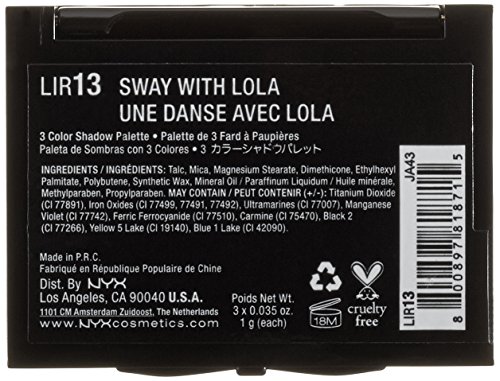 LIR13 SWAY WITH LOLA
UNE DANSE AVEC LOLA
3 Color Shadow Palette • Palette de 3 Fard à Paupières
Paleta de Sombras con 3 Colores • 3 カラーシャドウパレット
INGREDIENTS / INGRÉDIENTS: Talc, Mica, Magnesium Stearate, Dimethicone, Ethylhexyl
Palmitate, Polybutene, Synthetic Wax, Mineral Oil / Paraffinum Liquidum / Huile minérale,
Methylparaben, Propylparaben. MAY CONTAIN / PEUT CONTENIR (+/-): Titanium Dioxide
(CI 77891), Iron Oxides (CI 77499, 77491, 77492), Ultramarines (CI 77007), Manganese
Violet (CI 77742), Ferric Ferrocyanide (CI 77510), Carmine (CI 75470), Black 2
(CI 77266), Yellow 5 Lake (CI 19140), Blue 1 Lake (CI 42090).
Made in P.R.C.
Fabriqué en République Populaire de Chine
Dist. By NYX
Los Angeles, CA 90040 U.S.A.
1101 CM Amsterdam Zuidoost, The Netherlands
www.NYXcosmetics.com
Poids Net Wt.
3 x 0.035 oz.
1 g (each)
18M
cruelty
free
JA43
8 00897 81871 5
LIR13